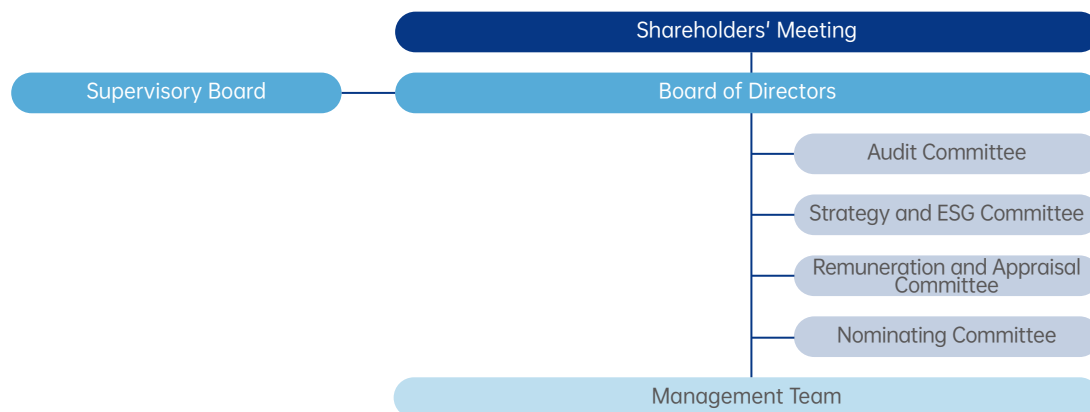 Shareholders’ Meeting
Supervisory Board
Board of Directors
Audit Committee
Strategy and ESG Committee
Remuneration and Appraisal
Committee
Nominating Committee
Management Team